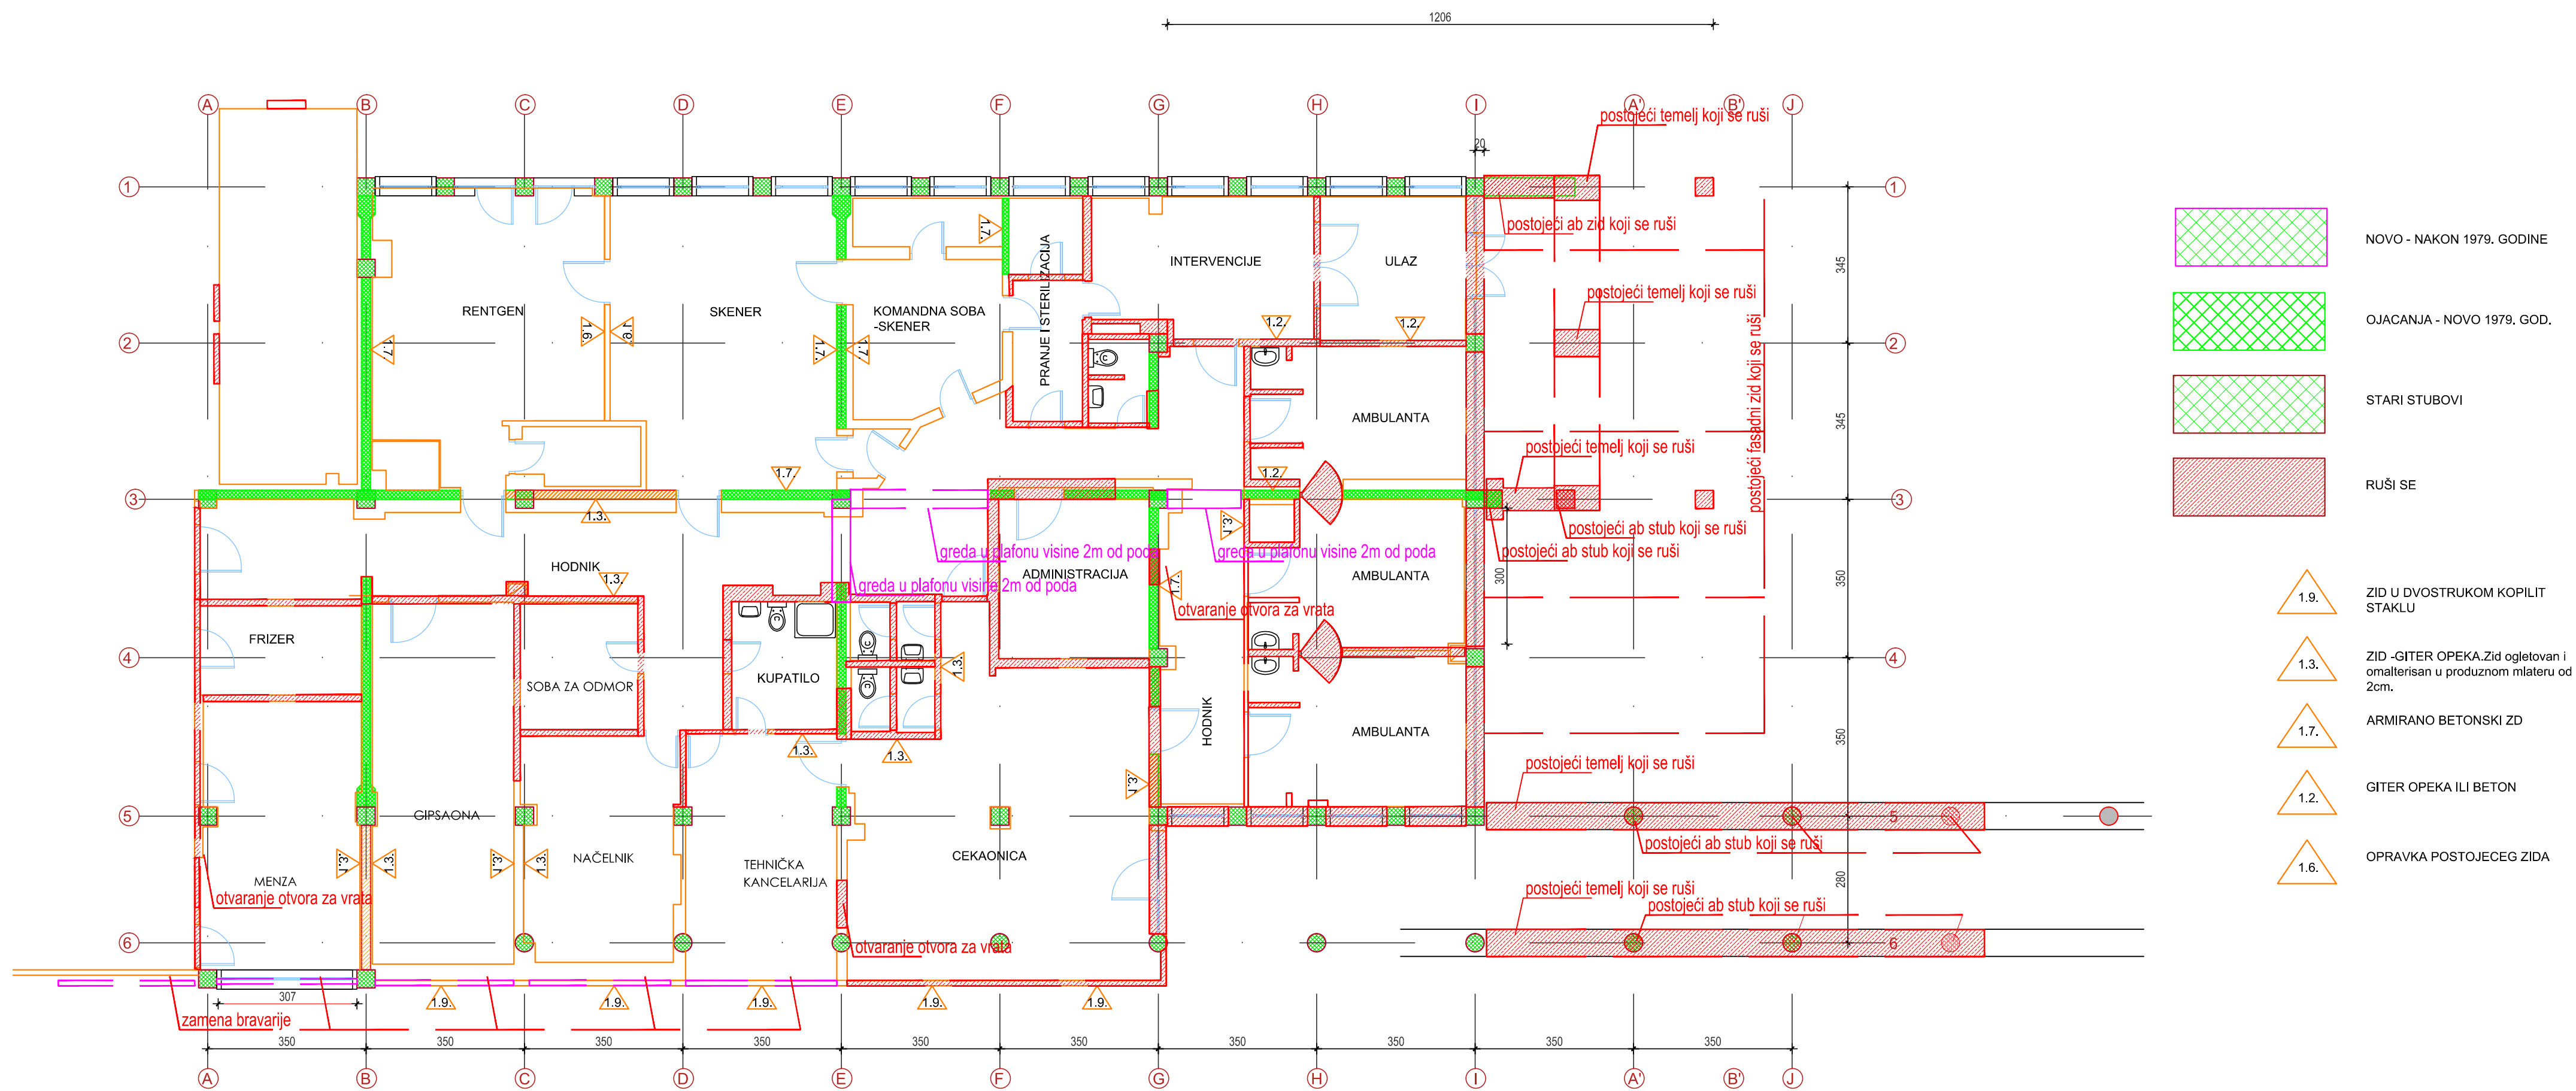 1206
A
B
C
D
E
F
G
H
I
A'
B'
J
postojeći temelj koji se ruši
20
1
1
postojeći ab zid koji se ruši
NOVO - NAKON 1979. GODINE
1.7.
PRANJE I STERILIZACIJA
INTERVENCIJE
ULAZ
345
postojeći temelj koji se ruši
RENTGEN
SKENER
KOMANDNA SOBA
-SKENER
OJACANJA - NOVO 1979. GOD.
1.6.
1.6.
1.2.
1.2.
2
1.7.
1.7.
1.7.
2
postojeći fasadni zid koji se ruši
STARI STUBOVI
AMBULANTA
345
postojeći temelj koji se ruši
1.7.
1.2.
RUŠI SE
3
3
1.3.
1.3.
postojeći ab stub koji se ruši
greda u plafonu visine 2m od poda
greda u plafonu visine 2m od poda
postojeći ab stub koji se ruši
HODNIK
1.3.
ADMINISTRACIJA
AMBULANTA
300
350
greda u plafonu visine 2m od poda
1.7.
otvaranje otvora za vrata
1.9.
ZID U DVOSTRUKOM KOPILIT
STAKLU
FRIZER
4
4
1.3.
KUPATILO
SOBA ZA ODMOR
1.3.
ZID -GITER OPEKA.Zid ogletovan i
omalterisan u produznom mlateru od
2cm.
HODNIK
AMBULANTA
350
1.7.
ARMIRANO BETONSKI ZD
1.3.
1.3.
1.3.
postojeći temelj koji se ruši
1.2.
GITER OPEKA ILI BETON
5
GIPSAONA
5
postojeći ab stub koji se ruši
NAČELNIK
TEHNIČKA
KANCELARIJA
CEKAONICA
1.3.
1.3.
1.3.
1.3.
1.6.
OPRAVKA POSTOJECEG ZIDA
MENZA
280
postojeći temelj koji se ruši
otvaranje otvora za vrata
postojeći ab stub koji se ruši
6
otvaranje otvora za vrata
6
307
1.9.
1.9.
1.9.
1.9.
1.9.
zamena bravarije
350
350
350
350
350
350
350
350
350
350
A
B
C
D
E
F
G
H
I
A'
B'
J